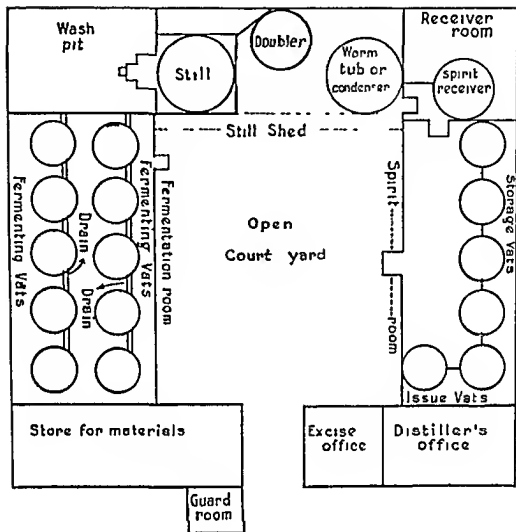 Wash
pit
Still
Doubler
Worm
tub or
condenser
Receiver
room
Spirit
receiver
Still Shed
Fermenting Vats
Drain
Drain
Fermenting Vats
Fermentation room
Open
Court yard
Spirit
room
Storage Vats
Issue Vats
Store for materials
Excise
office
Distiller's
office
Guard
room